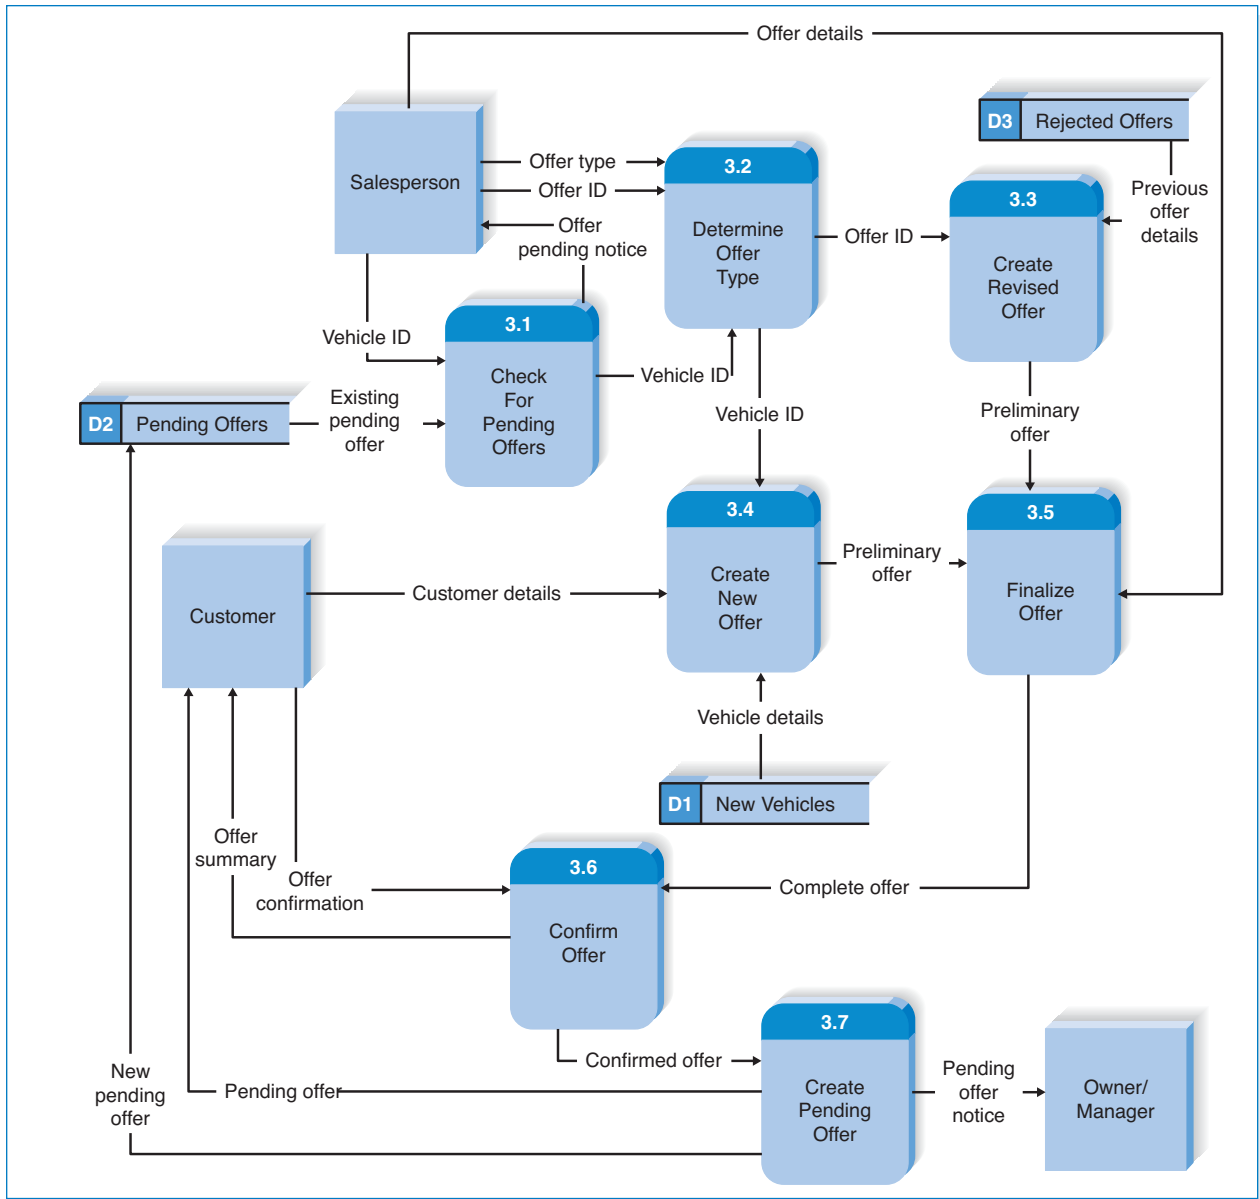 Offer details
D3 Rejected Offers
Salesperson
Offer type
Offer ID
Offer
pending notice
3.2
Determine
Offer
Type
Offer ID
3.3
Create
Revised
Offer
Previous
offer
details
Vehicle ID
3.1
Check
For
Pending
Offers
Vehicle ID
D2 Pending Offers
Existing
pending
offer
Vehicle ID
Preliminary
offer
3.4
Create
New
Offer
Preliminary
offer
3.5
Finalize
Offer
Customer
Customer details
Vehicle details
D1 New Vehicles
Offer
summary
Offer
confirmation
3.6
Confirm
Offer
Complete offer
Confirmed offer
3.7
Create
Pending
Offer
Pending
offer
notice
Owner/
Manager
New
pending
offer
Pending offer